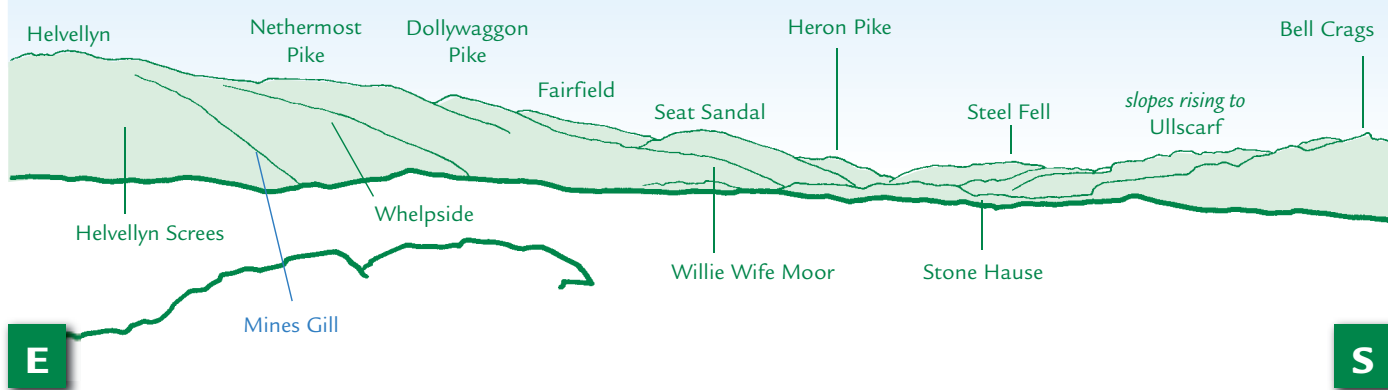 Helvellyn
Nethermost
Pike
Dollywaggon
Pike
Fairfield
Seat Sandal
Heron Pike
Steel Fell
slopes rising to
Ullscarf
Bell Crags
Helvellyn Screes
Whelpside
Willie Wife Moor
Stone Hause
Mines Gill
E
S